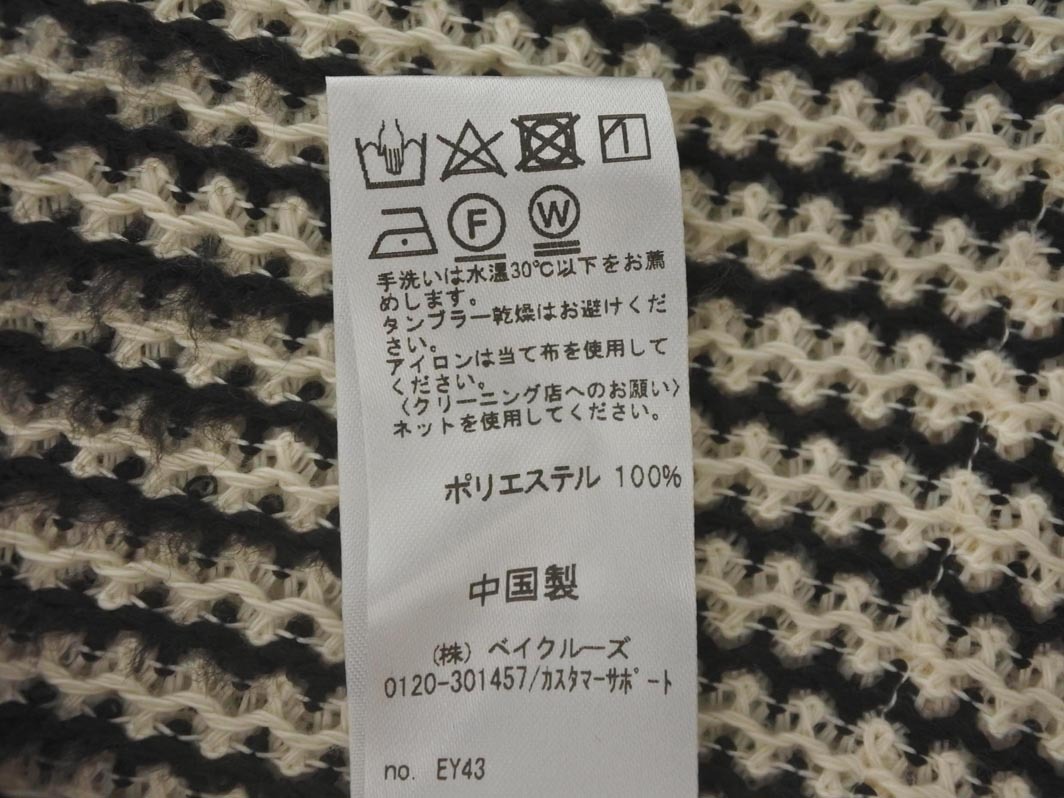 F W
手洗いは水温30℃以下をお薦
めします。
タンブラー乾燥はお避けくだ
さい。
アイロンは当て布を使用して
ください。
〈クリーニング店へのお願い〉
ネットを使用してください。
ポリエステル 100%
中国製
(株) ベイクルーズ
0120-301457/ｶｽﾀﾏｰｻﾎﾟｰﾄ
no. EY43